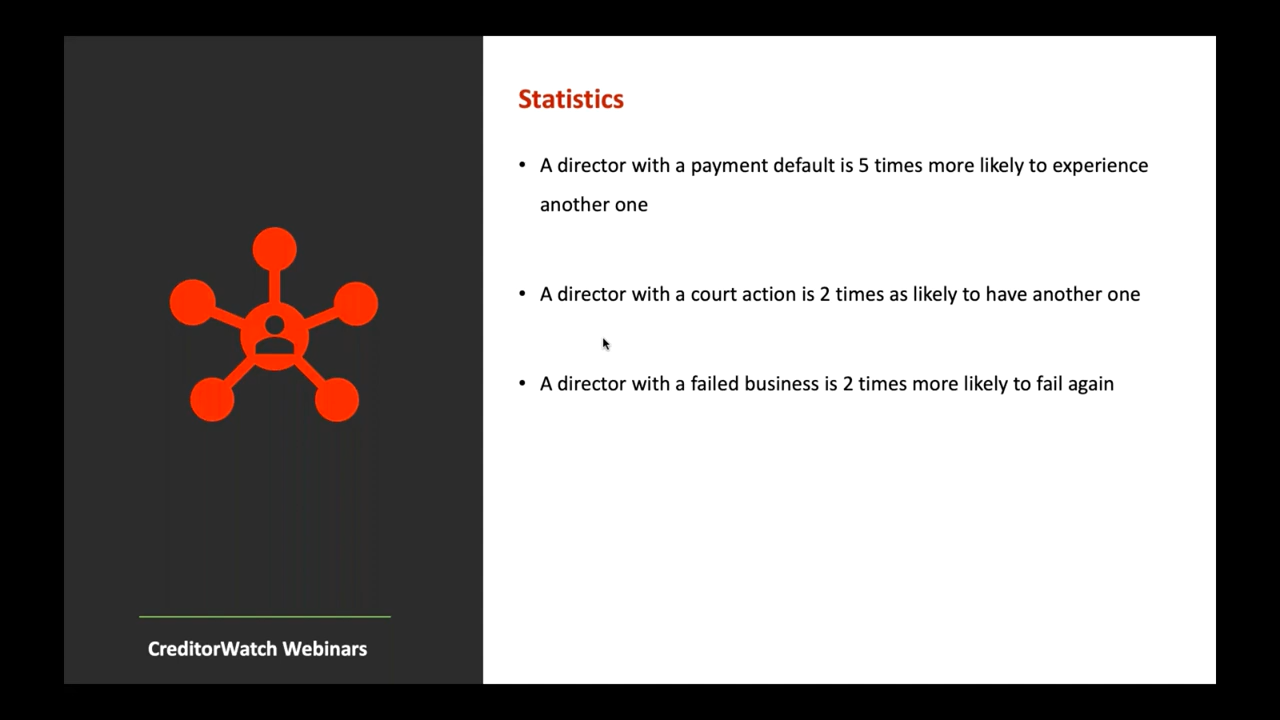 Statistics
• A director with a payment default is 5 times more likely to experience
another one
• A director with a court action is 2 times as likely to have another one
• A director with a failed business is 2 times more likely to fail again
CreditorWatch Webinars